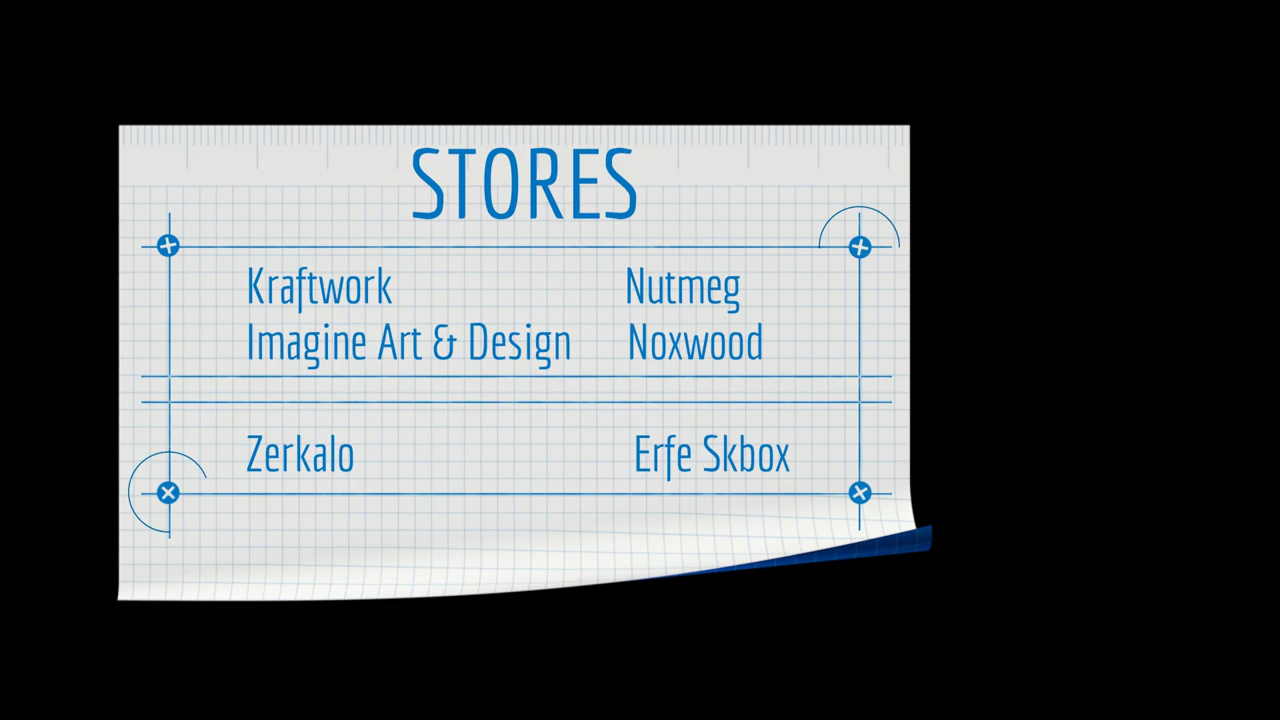 STORES
Kraftwork Nutmeg
Imagine Art & Design Noxwood
Zerkalo Erfe Skbox